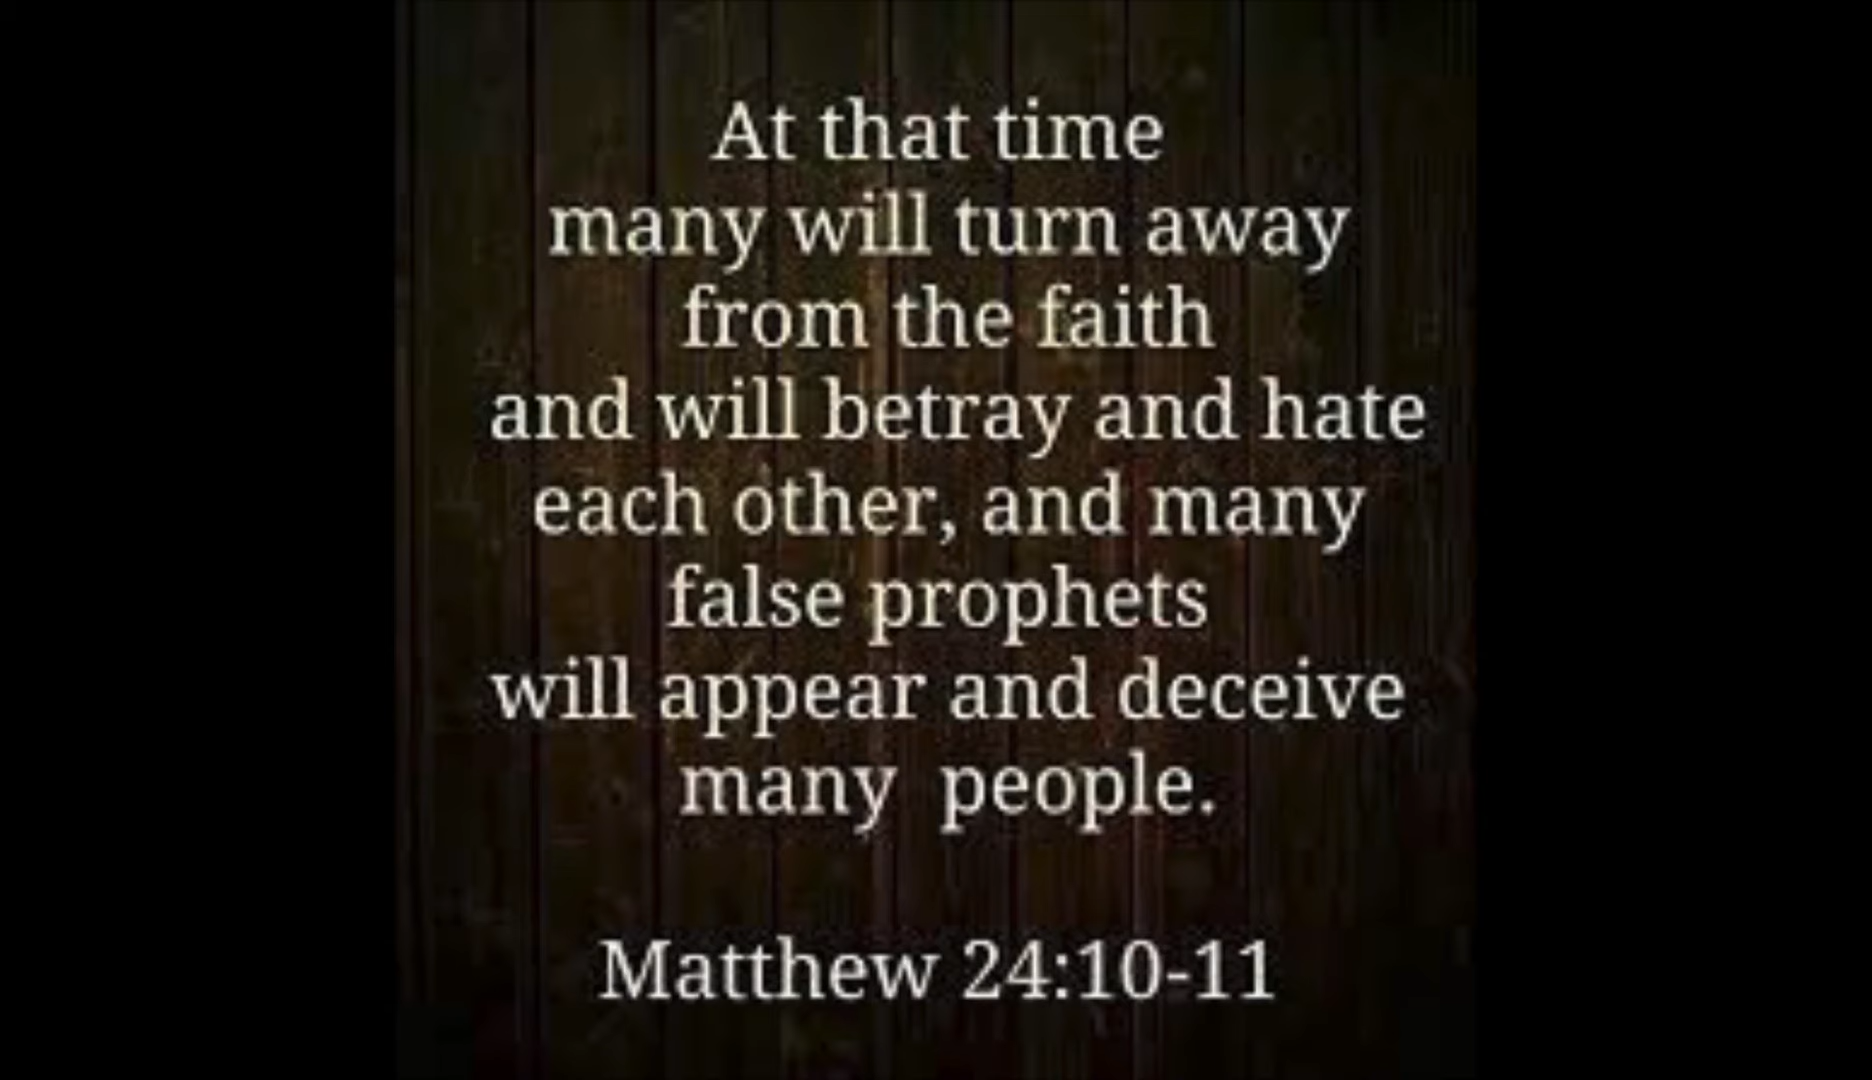 At that time
many will turn away
from the faith
and will betray and hate
each other, and many
false prophets
will appear and deceive
many people.
Matthew 24:10-11